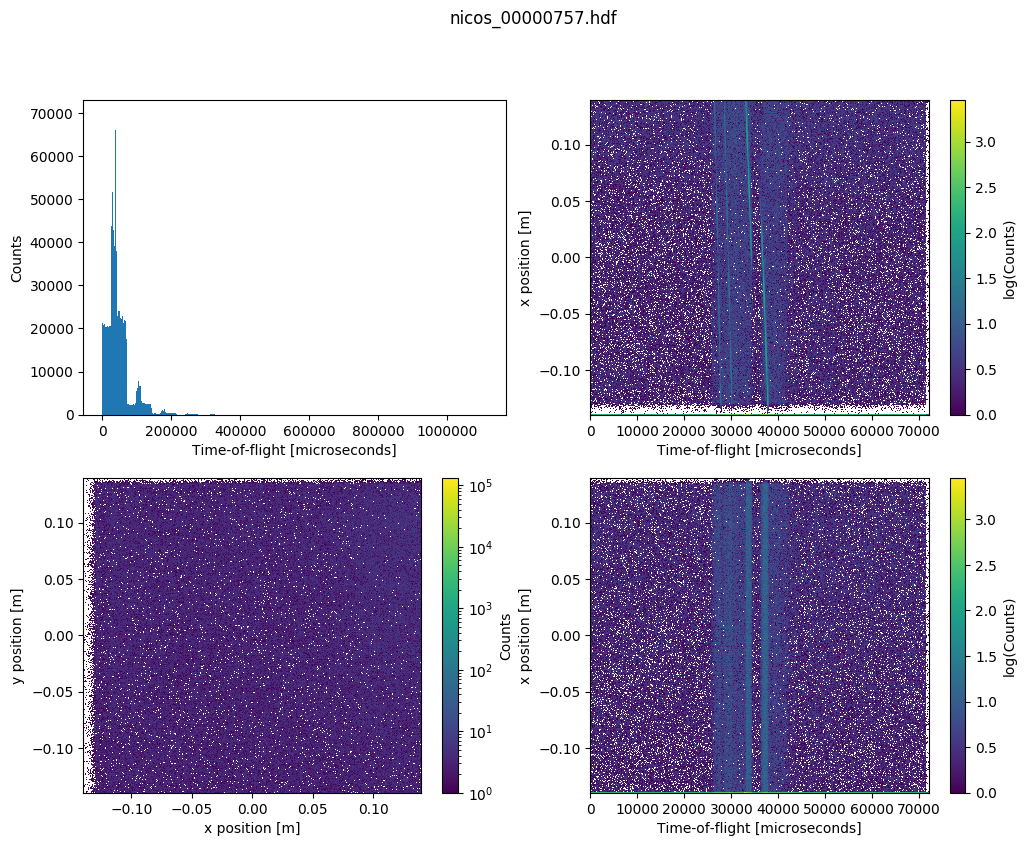 nicos_00000757.hdf
70000
60000
50000
40000
30000
20000
10000
0
Counts
0 200000 400000 600000 800000 1000000
Time-of-flight [microseconds]
0.10
0.05
0.00
−0.05
−0.10
x position [m]
0 10000 20000 30000 40000 50000 60000 70000
Time-of-flight [microseconds]
3.0
2.5
2.0
1.5
1.0
0.5
0.0
log(Counts)
0.10
0.05
0.00
−0.05
−0.10
y position [m]
−0.10 −0.05 0.00 0.05 0.10
x position [m]
10^5
10^4
10^3
10^2
10^1
10^0
Counts
0.10
0.05
0.00
−0.05
−0.10
x position [m]
0 10000 20000 30000 40000 50000 60000 70000
Time-of-flight [microseconds]
3.0
2.5
2.0
1.5
1.0
0.5
0.0
log(Counts)